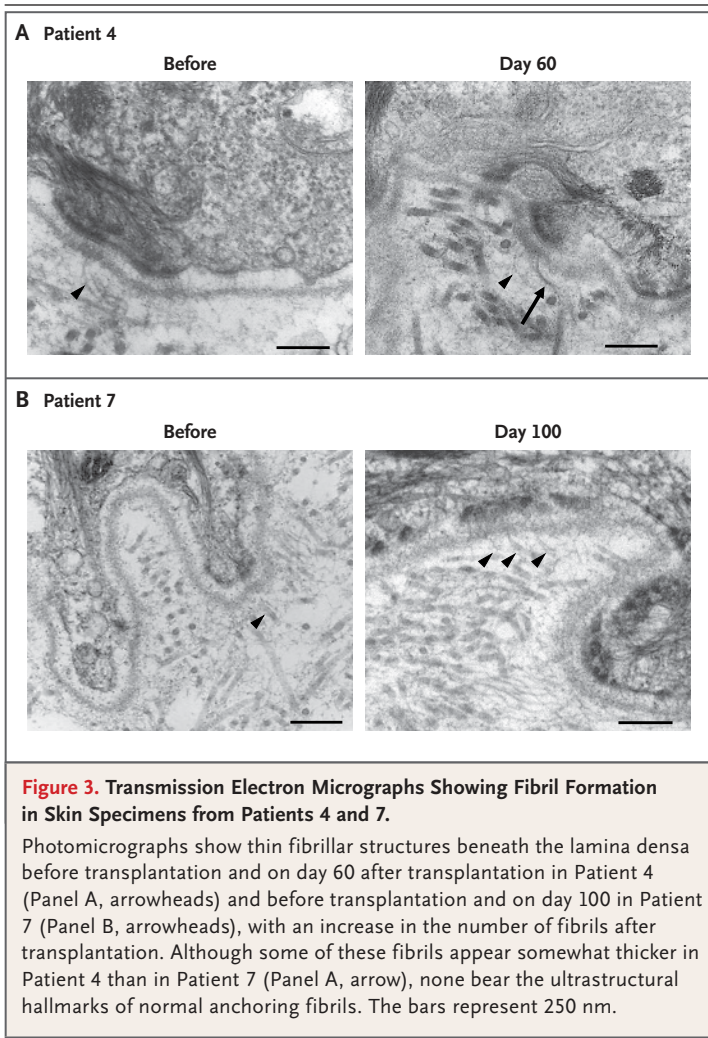 A Patient 4
Before
Day 60
B Patient 7
Before
Day 100
Figure 3. Transmission Electron Micrographs Showing Fibril Formation
in Skin Specimens from Patients 4 and 7.
Photomicrographs show thin fibrillar structures beneath the lamina densa
before transplantation and on day 60 after transplantation in Patient 4
(Panel A, arrowheads) and before transplantation and on day 100 in Patient
7 (Panel B, arrowheads), with an increase in the number of fibrils after
transplantation. Although some of these fibrils appear somewhat thicker in
Patient 4 than in Patient 7 (Panel A, arrow), none bear the ultrastructural
hallmarks of normal anchoring fibrils. The bars represent 250 nm.